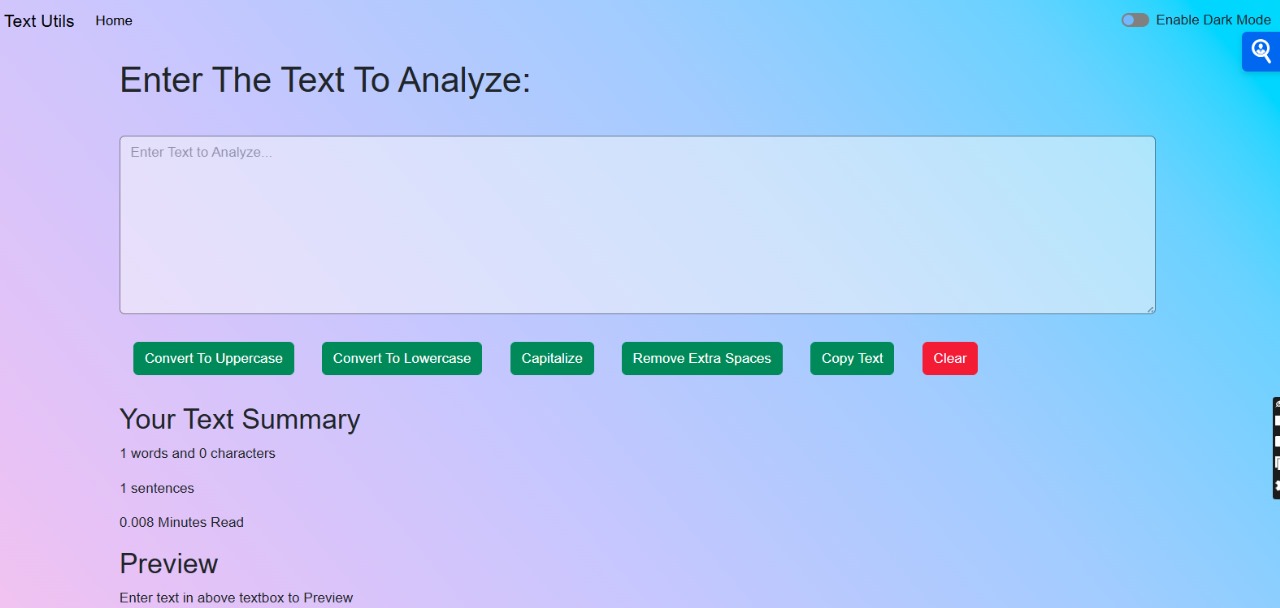 Text Utils Home Enable Dark Mode
Enter The Text To Analyze:
Enter Text to Analyze...
Convert To Uppercase Convert To Lowercase Capitalize Remove Extra Spaces Copy Text Clear
Your Text Summary
1 words and 0 characters
1 sentences
0.008 Minutes Read
Preview
Enter text in above textbox to Preview